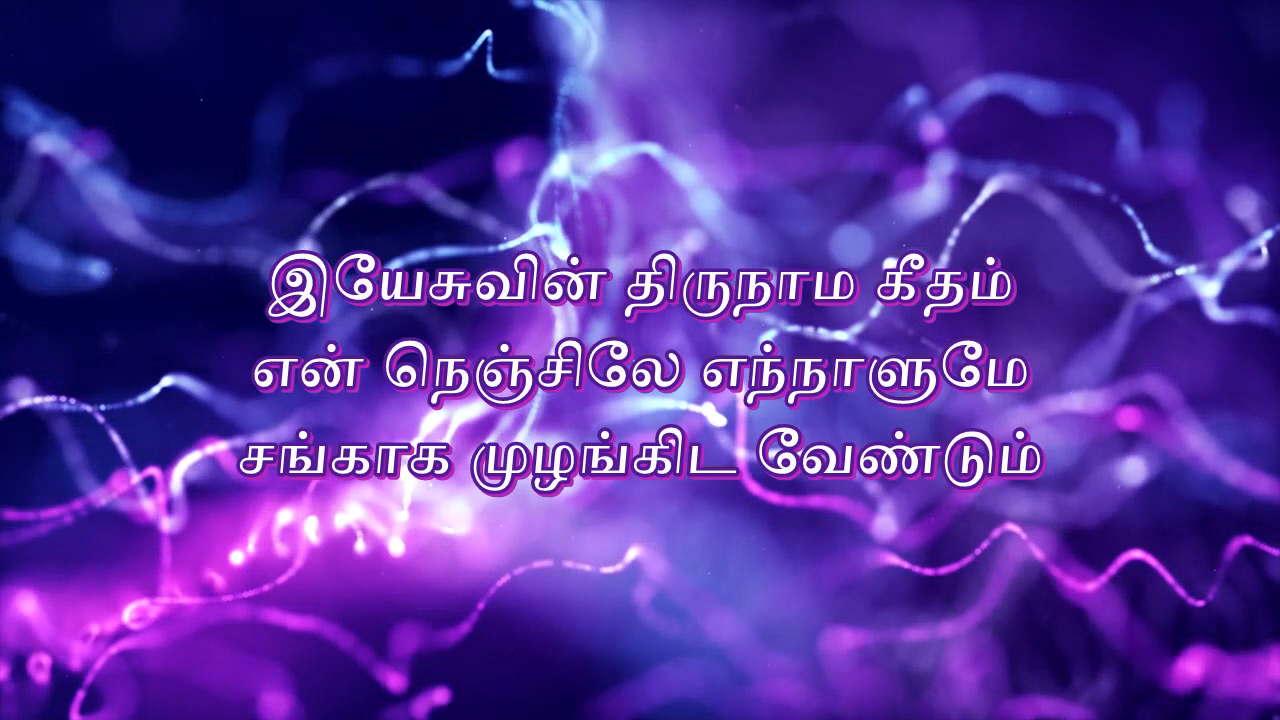 இயேசுவின் திருநாம கீதம்
என் நெஞ்சிலே எந்நாளுமே
சங்காக முழங்கிட வேண்டும்